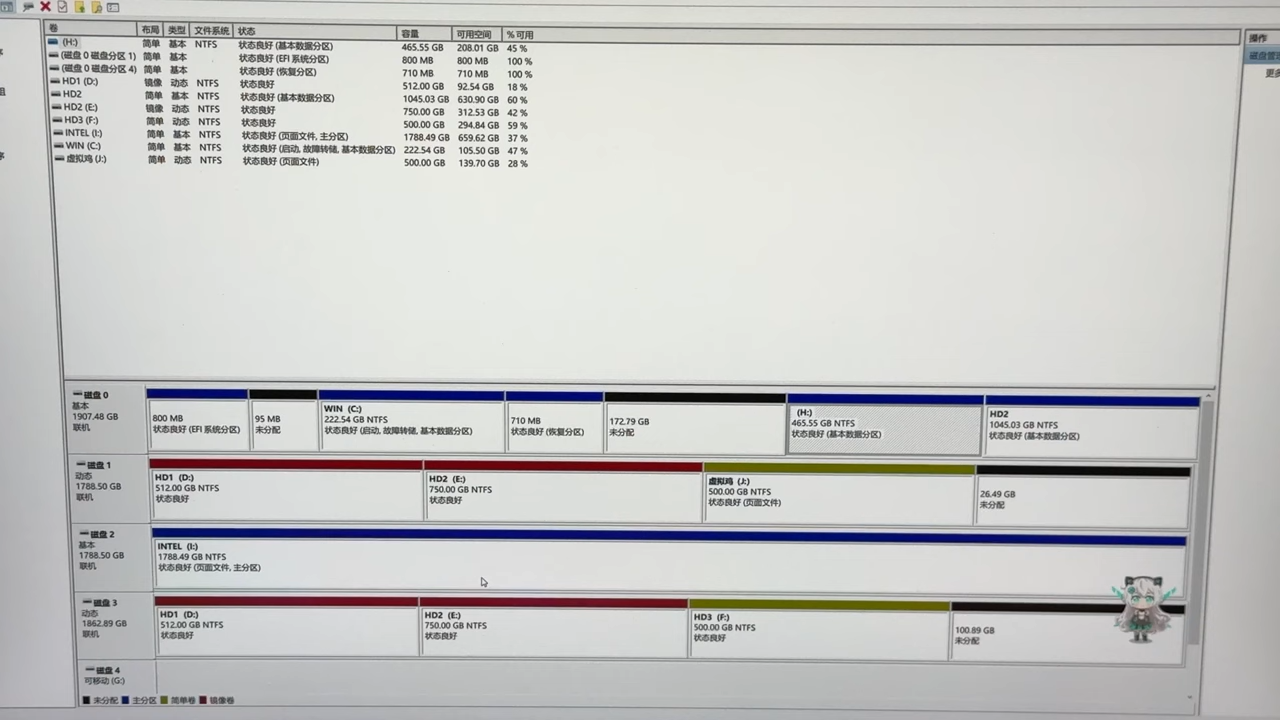 卷 布局 类型 文件系统 状态 容量 可用空间 % 可用
(H:) 简单 基本 NTFS 状态良好 (基本数据分区) 465.55 GB 208.01 GB 45 %
(磁盘 0 磁盘分区 1) 简单 基本 状态良好 (EFI 系统分区) 800 MB 800 MB 100 %
(磁盘 0 磁盘分区 4) 简单 基本 状态良好 (恢复分区) 710 MB 710 MB 100 %
HD1 (D:) 镜像 动态 NTFS 状态良好 512.00 GB 92.54 GB 18 %
HD2 简单 基本 NTFS 状态良好 (基本数据分区) 1045.03 GB 630.90 GB 60 %
HD2 (E:) 镜像 动态 NTFS 状态良好 750.00 GB 312.53 GB 42 %
HD3 (F:) 简单 动态 NTFS 状态良好 500.00 GB 294.84 GB 59 %
INTEL (I:) 简单 基本 NTFS 状态良好 (页面文件, 主分区) 1788.49 GB 659.62 GB 37 %
WIN (C:) 简单 基本 NTFS 状态良好 (启动, 故障转储, 基本数据分区) 222.54 GB 105.50 GB 47 %
虚拟鸡 (J:) 简单 动态 NTFS 状态良好 (页面文件) 500.00 GB 139.70 GB 28 %
操作
磁盘管
更多
磁盘 0
基本
1907.48 GB
联机
800 MB
状态良好 (EFI 系统分区)
95 MB
未分配
WIN (C:)
222.54 GB NTFS
状态良好 (启动, 故障转储, 基本数据分区)
710 MB
状态良好 (恢复分区)
172.79 GB
未分配
(H:)
465.55 GB NTFS
状态良好 (基本数据分区)
HD2
1045.03 GB NTFS
状态良好 (基本数据分区)
磁盘 1
动态
1788.50 GB
联机
HD1 (D:)
512.00 GB NTFS
状态良好
HD2 (E:)
750.00 GB NTFS
状态良好
虚拟鸡 (J:)
500.00 GB NTFS
状态良好 (页面文件)
26.49 GB
未分配
磁盘 2
基本
1788.50 GB
联机
INTEL (I:)
1788.49 GB NTFS
状态良好 (页面文件, 主分区)
磁盘 3
动态
1862.89 GB
联机
HD1 (D:)
512.00 GB NTFS
状态良好
HD2 (E:)
750.00 GB NTFS
状态良好
HD3 (F:)
500.00 GB NTFS
状态良好
100.89 GB
未分配
磁盘 4
可移动 (G:)
未分配 主分区 简单卷 镜像卷